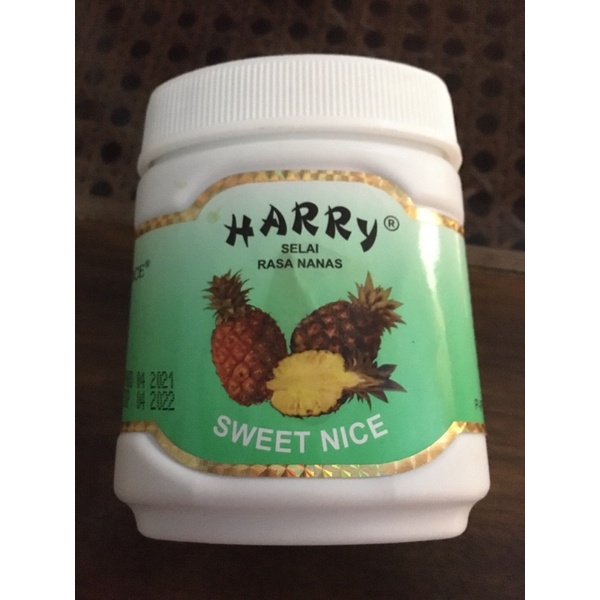 HARRY®
SELAI
RASA NANAS
SWEET NICE
04 2021
04 2022